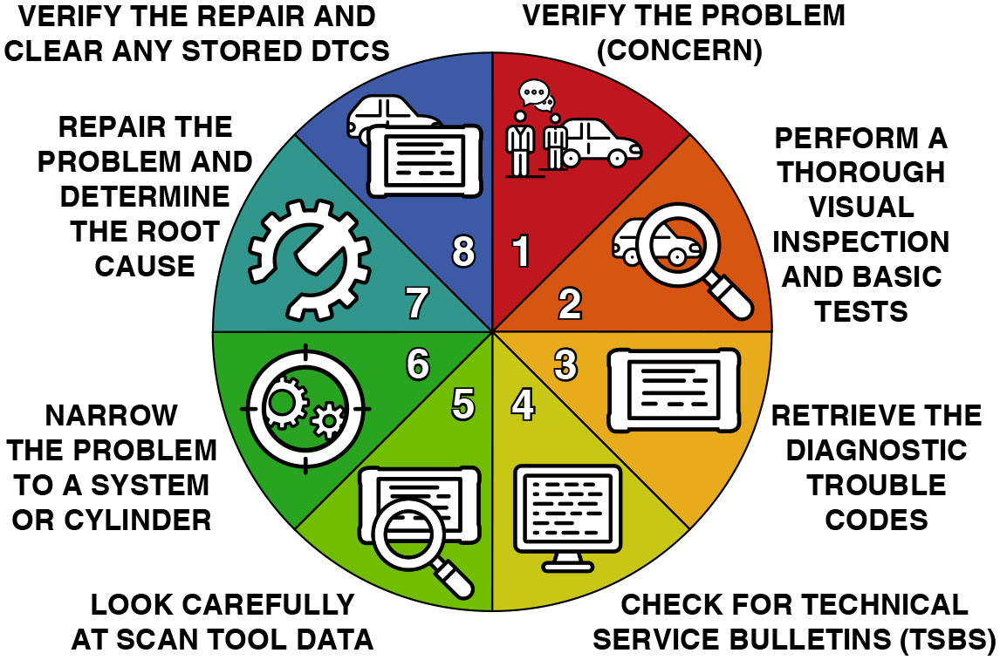 VERIFY THE PROBLEM
(CONCERN)
1
PERFORM A
THOROUGH
VISUAL
INSPECTION
AND BASIC
TESTS
2
RETRIEVE THE
DIAGNOSTIC
TROUBLE
CODES
3
CHECK FOR TECHNICAL
SERVICE BULLETINS (TSBS)
4
LOOK CAREFULLY
AT SCAN TOOL DATA
5
NARROW
THE PROBLEM
TO A SYSTEM
OR CYLINDER
6
REPAIR THE
PROBLEM AND
DETERMINE
THE ROOT
CAUSE
7
VERIFY THE REPAIR AND
CLEAR ANY STORED DTCS
8